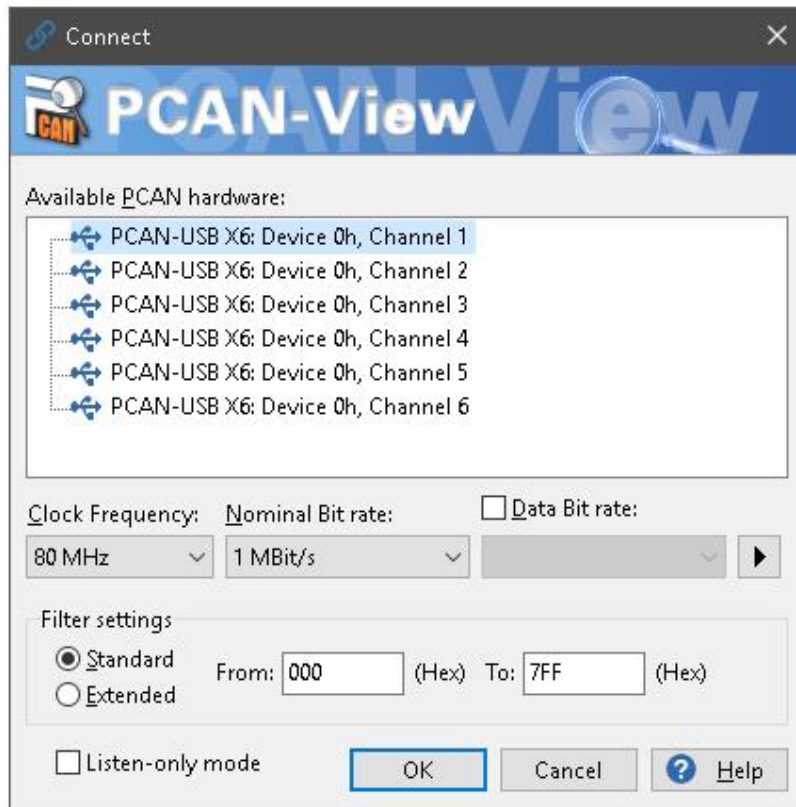 Connect
PCAN-View
Available PCAN hardware:
PCAN-USB X6: Device 0h, Channel 1
PCAN-USB X6: Device 0h, Channel 2
PCAN-USB X6: Device 0h, Channel 3
PCAN-USB X6: Device 0h, Channel 4
PCAN-USB X6: Device 0h, Channel 5
PCAN-USB X6: Device 0h, Channel 6
Clock Frequency: Nominal Bit rate: Data Bit rate:
80 MHz 1 MBit/s
Filter settings
Standard
From: 000 (Hex) To: 7FF (Hex)
Extended
Listen-only mode OK Cancel Help